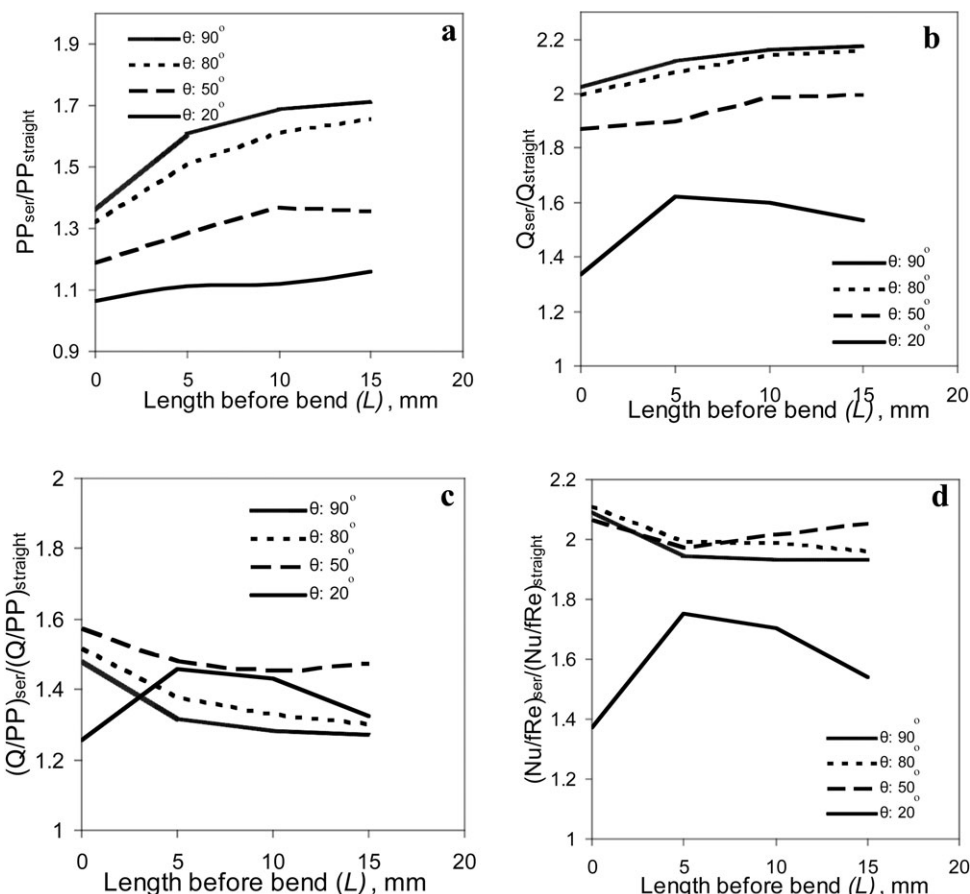 a
1.9
1.7
1.5
1.3
1.1
0.9
PPser/PPstraight
θ: 90°
θ: 80°
θ: 50°
θ: 20°
0 5 10 15 20
Length before bend (L) , mm
b
2.2
2
1.8
1.6
1.4
1.2
1
Qser/Qstraight
θ: 90°
θ: 80°
θ: 50°
θ: 20°
0 5 10 15 20
Length before bend (L) , mm
c
2
1.8
1.6
1.4
1.2
1
(Q/PP)ser/(Q/PP)straight
θ: 90°
θ: 80°
θ: 50°
θ: 20°
0 5 10 15 20
Length before bend (L) , mm
d
2.2
2
1.8
1.6
1.4
1.2
1
(Nu/fRe)ser/(Nu/fRe)straight
θ: 90°
θ: 80°
θ: 50°
θ: 20°
0 5 10 15 20
Length before bend (L) , mm